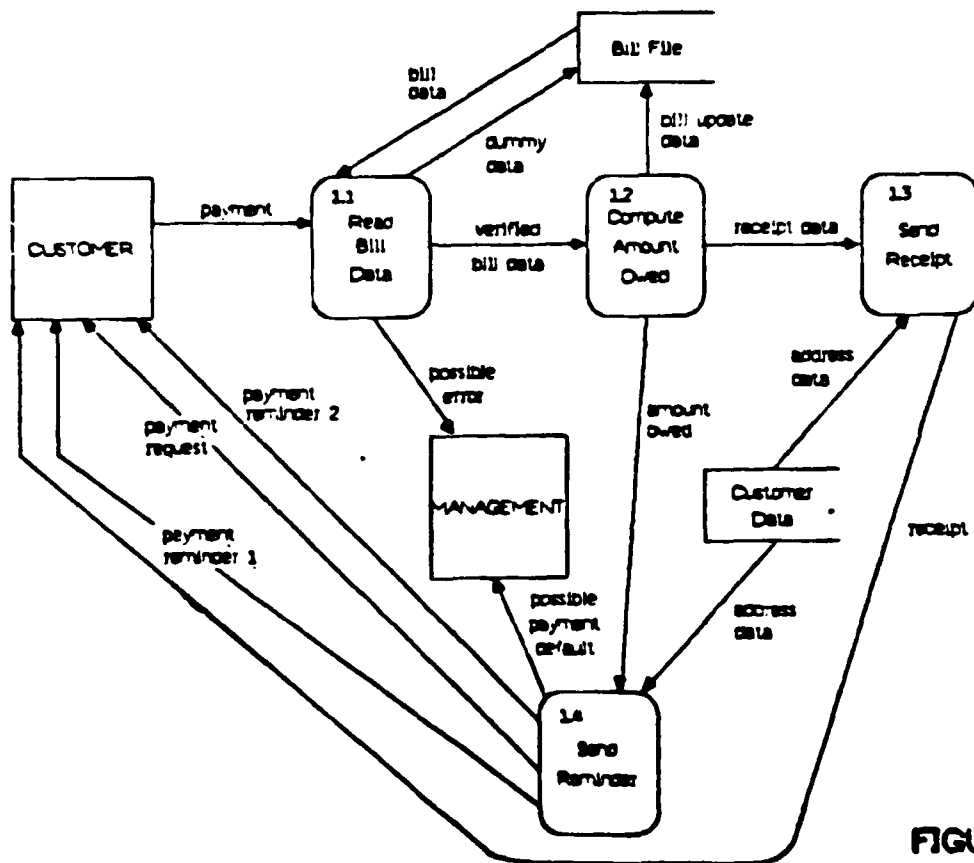 Bill File
bill
data
dummy
data
bill update
data
CUSTOMER
payment
1.1
Read
Bill
Data
verified
bill data
1.2
Compute
Amount
Owed
receipt data
1.3
Send
Receipt
possible
error
payment
reminder 2
payment
request
amount
owed
address
data
MANAGEMENT
Customer
Data
receipt
payment
reminder 1
possible
payment
default
address
data
1.4
Send
Reminder